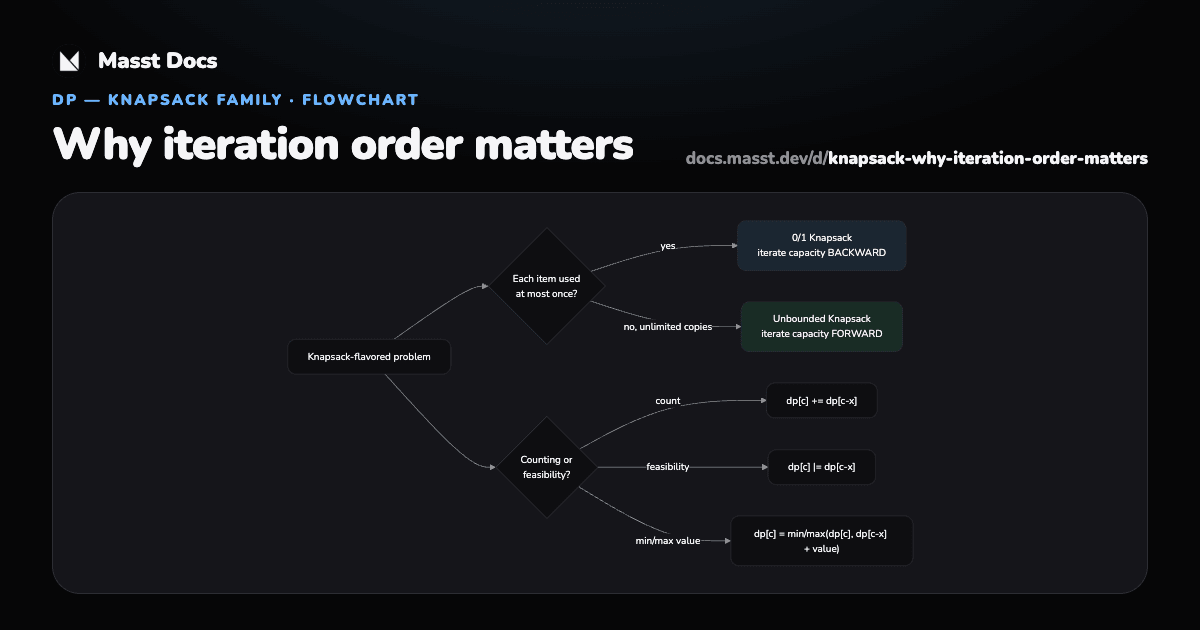 Masst Docs
DP — KNAPSACK FAMILY · FLOWCHART
Why iteration order matters
docs.masst.dev/d/knapsack-why-iteration-order-matters
Knapsack-flavored problem
Each item used
at most once?
yes
0/1 Knapsack
iterate capacity BACKWARD
no, unlimited copies
Unbounded Knapsack
iterate capacity FORWARD
Counting or
feasibility?
count
dp[c] += dp[c-x]
feasibility
dp[c] |= dp[c-x]
min/max value
dp[c] = min/max(dp[c], dp[c-x]
+ value)